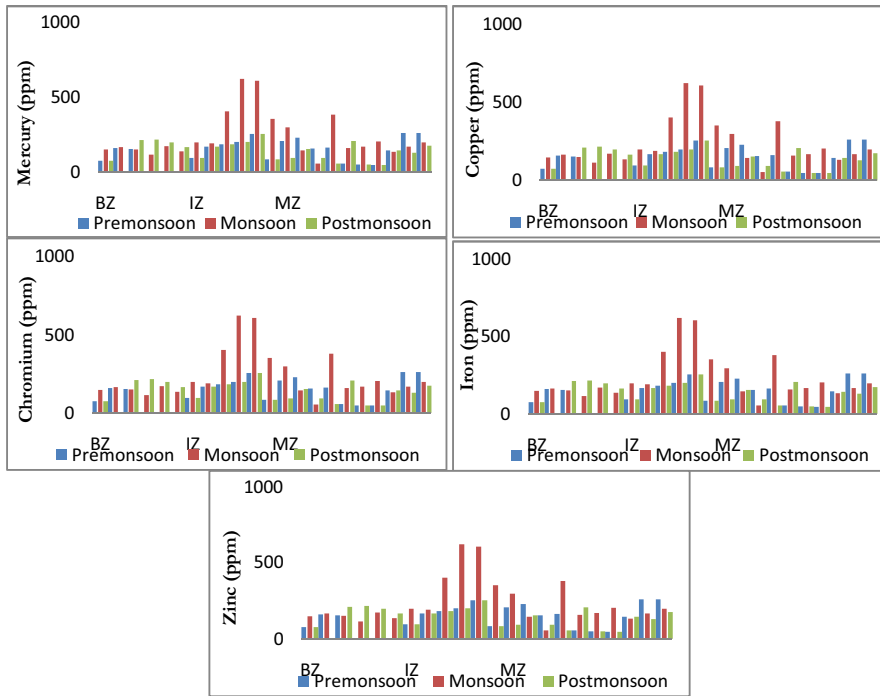 1000
500
0
Mercury (ppm)
BZ IZ MZ
Premonsoon Monsoon Postmonsoon
1000
500
0
Copper (ppm)
BZ IZ MZ
Premonsoon Monsoon Postmonsoon
1000
500
0
Chromium (ppm)
BZ IZ MZ
Premonsoon Monsoon Postmonsoon
1000
500
0
Iron (ppm)
BZ IZ MZ
Premonsoon Monsoon Postmonsoon
1000
500
0
Zinc (ppm)
BZ IZ MZ
Premonsoon Monsoon Postmonsoon